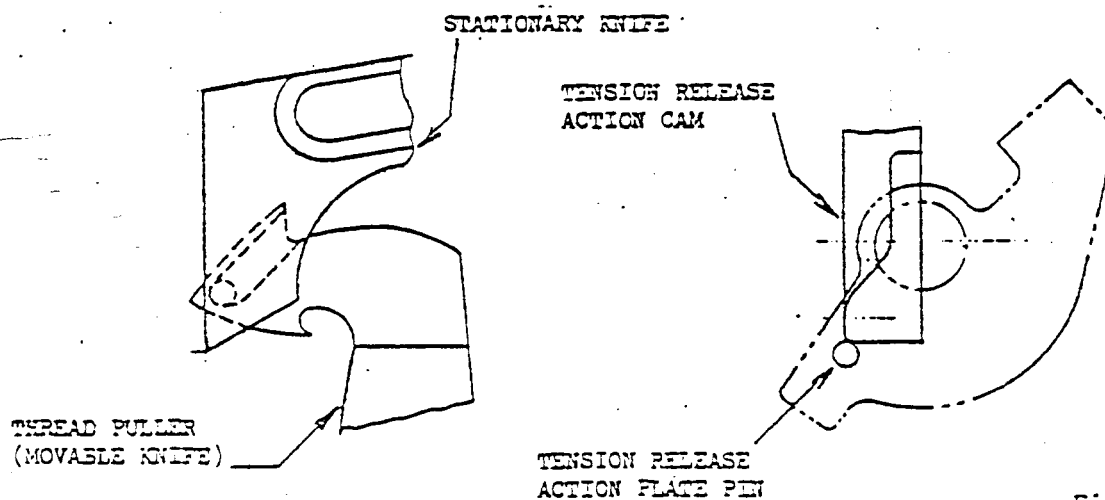 STATIONARY KNIFE
TENSION RELEASE
ACTION CAM
THREAD PULLER
(MOVABLE KNIFE)
TENSION RELEASE
ACTION PLATE PIN